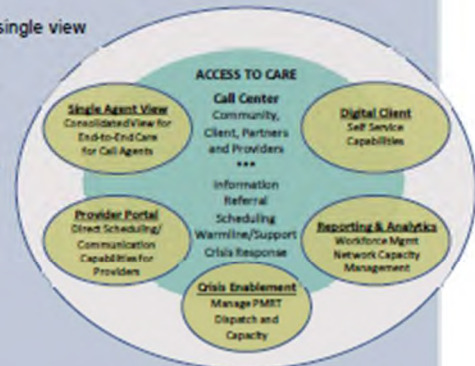 single view
ACCESS TO CARE
Call Center
Community,
Client, Partners
and Providers
***
Information
Referral
Scheduling
Warmline/Support
Crisis Response
Single Agent View
Consolidated View for
End-to-End Care
for Call Agents
Digital Client
Self Service
Capabilities
Provider Portal
Direct Scheduling/
Communication
Capabilities for
Providers
Reporting & Analytics
Workforce Mgmt
Network Capacity
Management
Crisis Enablement
Manage PMRT
Dispatch and
Capacity